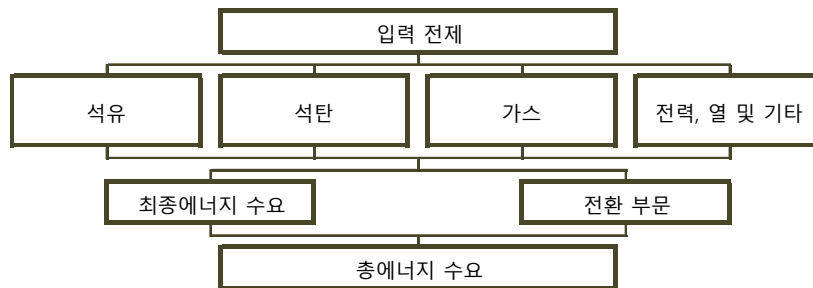 입력 전제
석유
석탄
가스
전력, 열 및 기타
최종에너지 수요
전환 부문
총에너지 수요